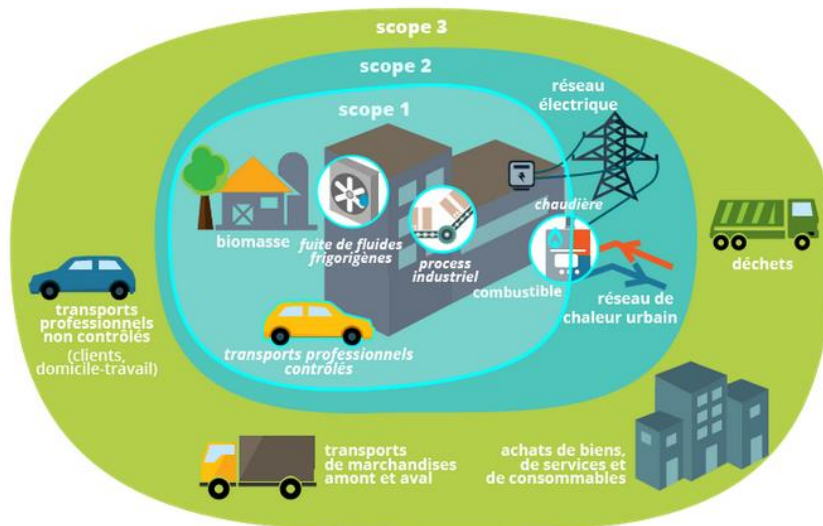 scope 3
scope 2
scope 1
réseau
électrique
biomasse
fuite de fluides
frigorigènes
process
industriel
chaudière
combustible
réseau de
chaleur urbain
déchets
transports
professionnels
non contrôlés
(clients,
domicile-travail)
transports professionnels
contrôlés
transports
de marchandises
amont et aval
achats de biens,
de services et
de consommables